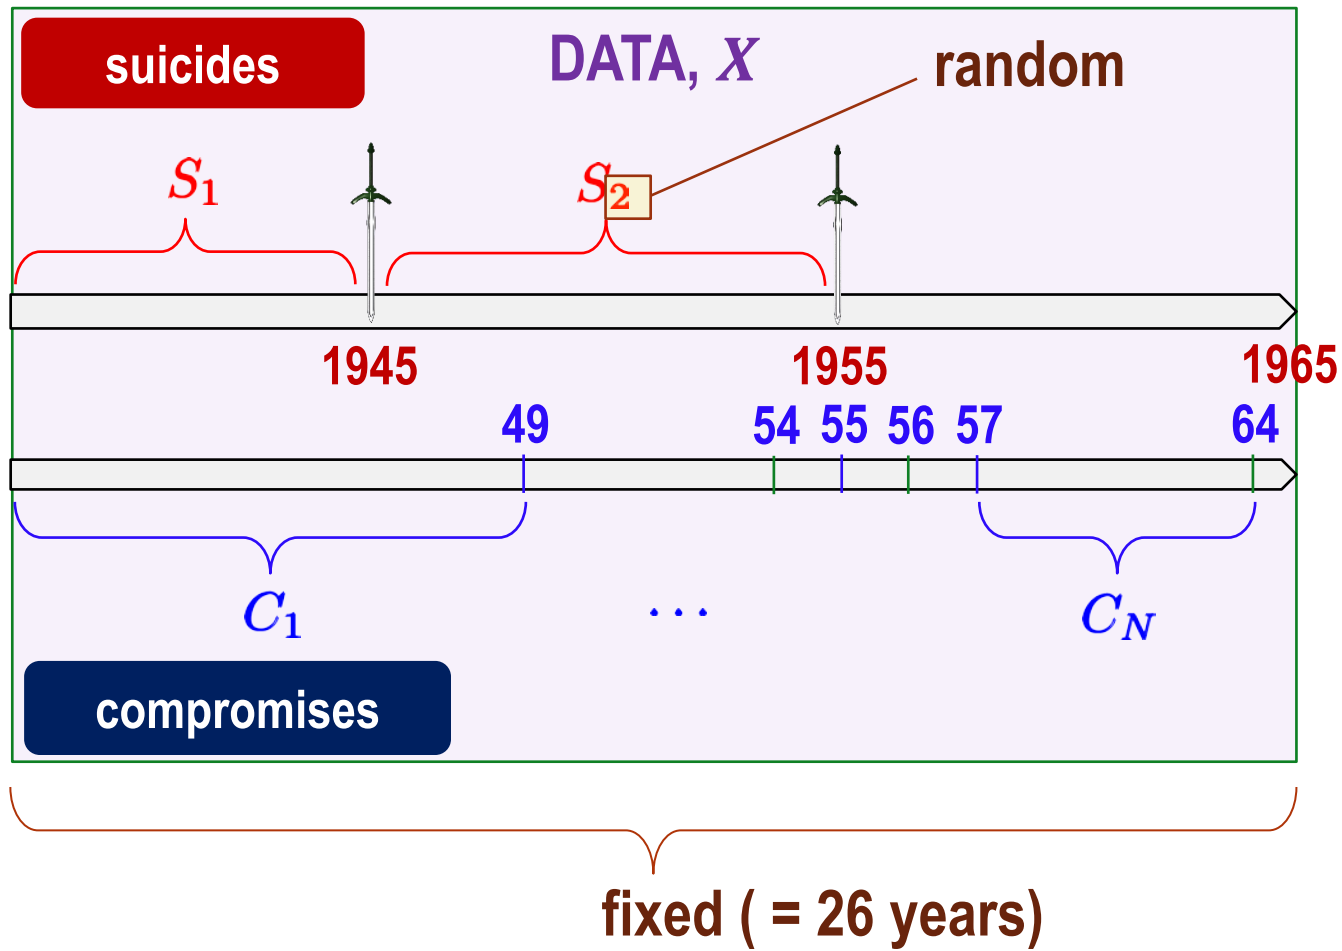 suicides
DATA, X
random
S₁
S₂
1945
1955
1965
49
54
55
56
57
64
C₁
...
C_N
compromises
fixed ( = 26 years)